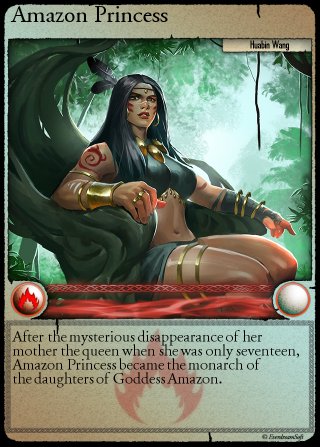 Amazon Princess
Huabin Wang
After the mysterious disappearance of her
mother the queen when she was only seventeen,
Amazon Princess became the monarch of
the daughters of Goddess Amazon.
© EverdreamSoft